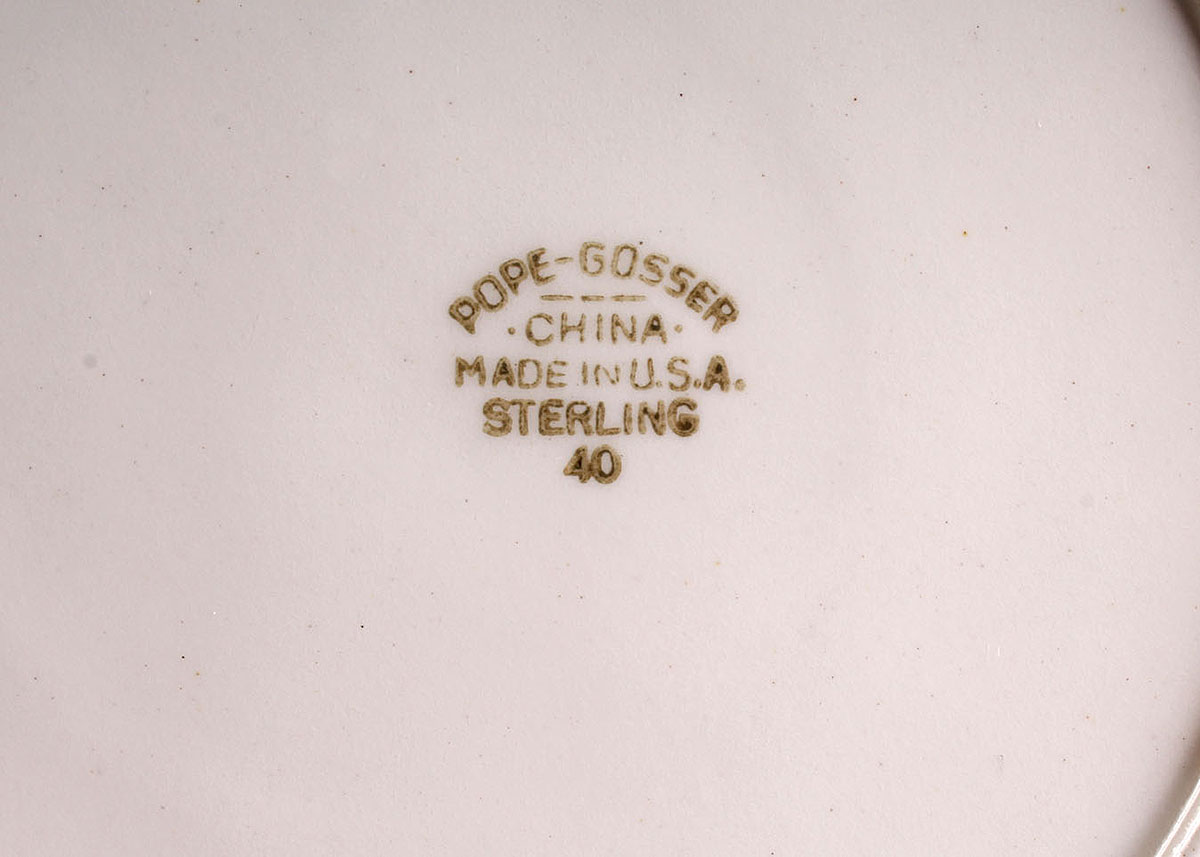 POPE-GOSSER
·CHINA·
MADE IN U.S.A.
STERLING
40